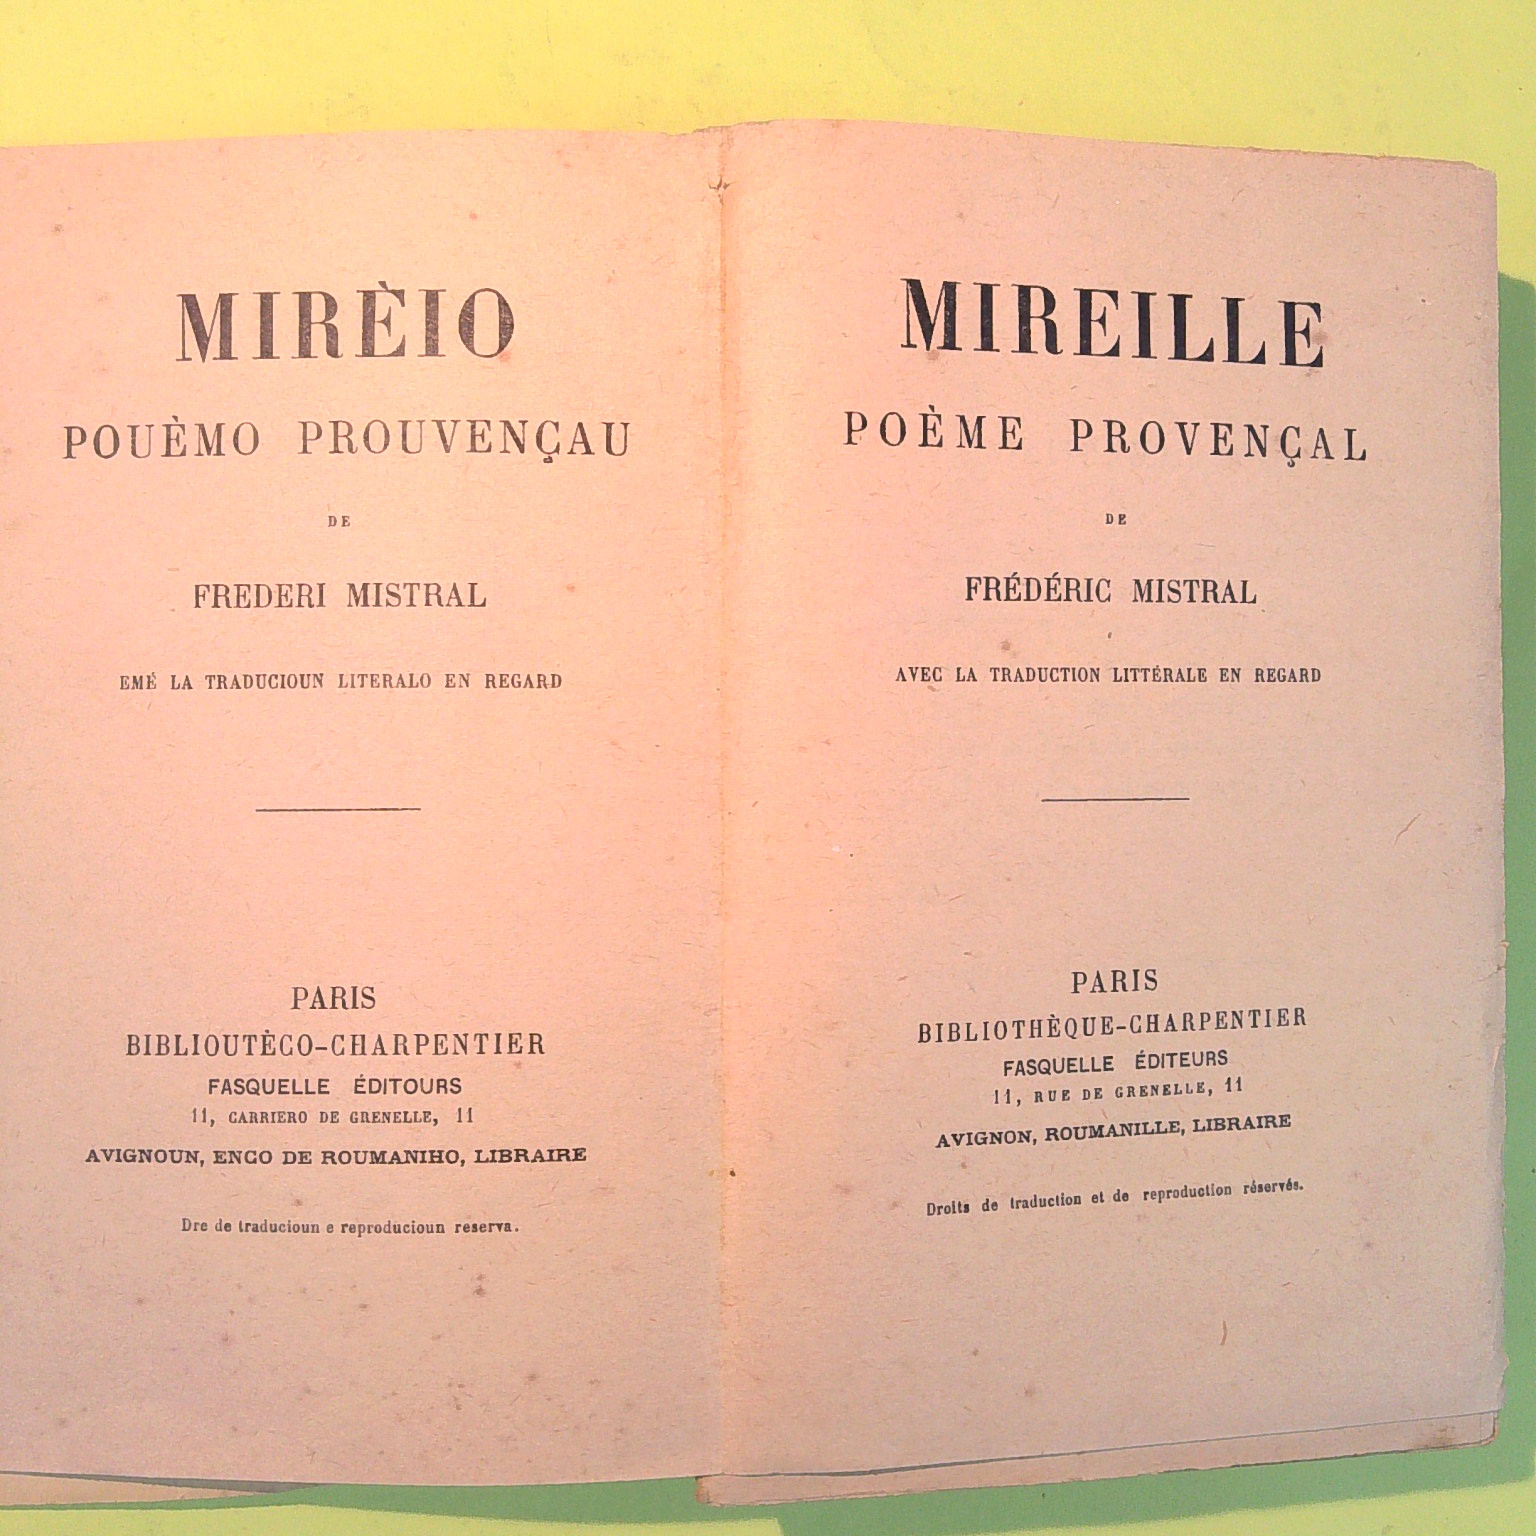 MIRÈIO
POUÈMO PROUVENÇAU
DE
FREDERI MISTRAL
EMÉ LA TRADUCIOUN LITERALO EN REGARD
PARIS
BIBLIOUTÈCO-CHARPENTIER
FASQUELLE ÉDITOURS
11, CARRIERO DE GRENELLE, 11
AVIGNOUN, ENCO DE ROUMANIHO, LIBRAIRE
Dre de traducioun e reproducioun reserva.
MIREILLE
POÈME PROVENÇAL
DE
FRÉDÉRIC MISTRAL
AVEC LA TRADUCTION LITTÉRALE EN REGARD
PARIS
BIBLIOTHÈQUE-CHARPENTIER
FASQUELLE ÉDITEURS
11, RUE DE GRENELLE, 11
AVIGNON, ROUMANILLE, LIBRAIRE
Droits de traduction et de reproduction réservés.